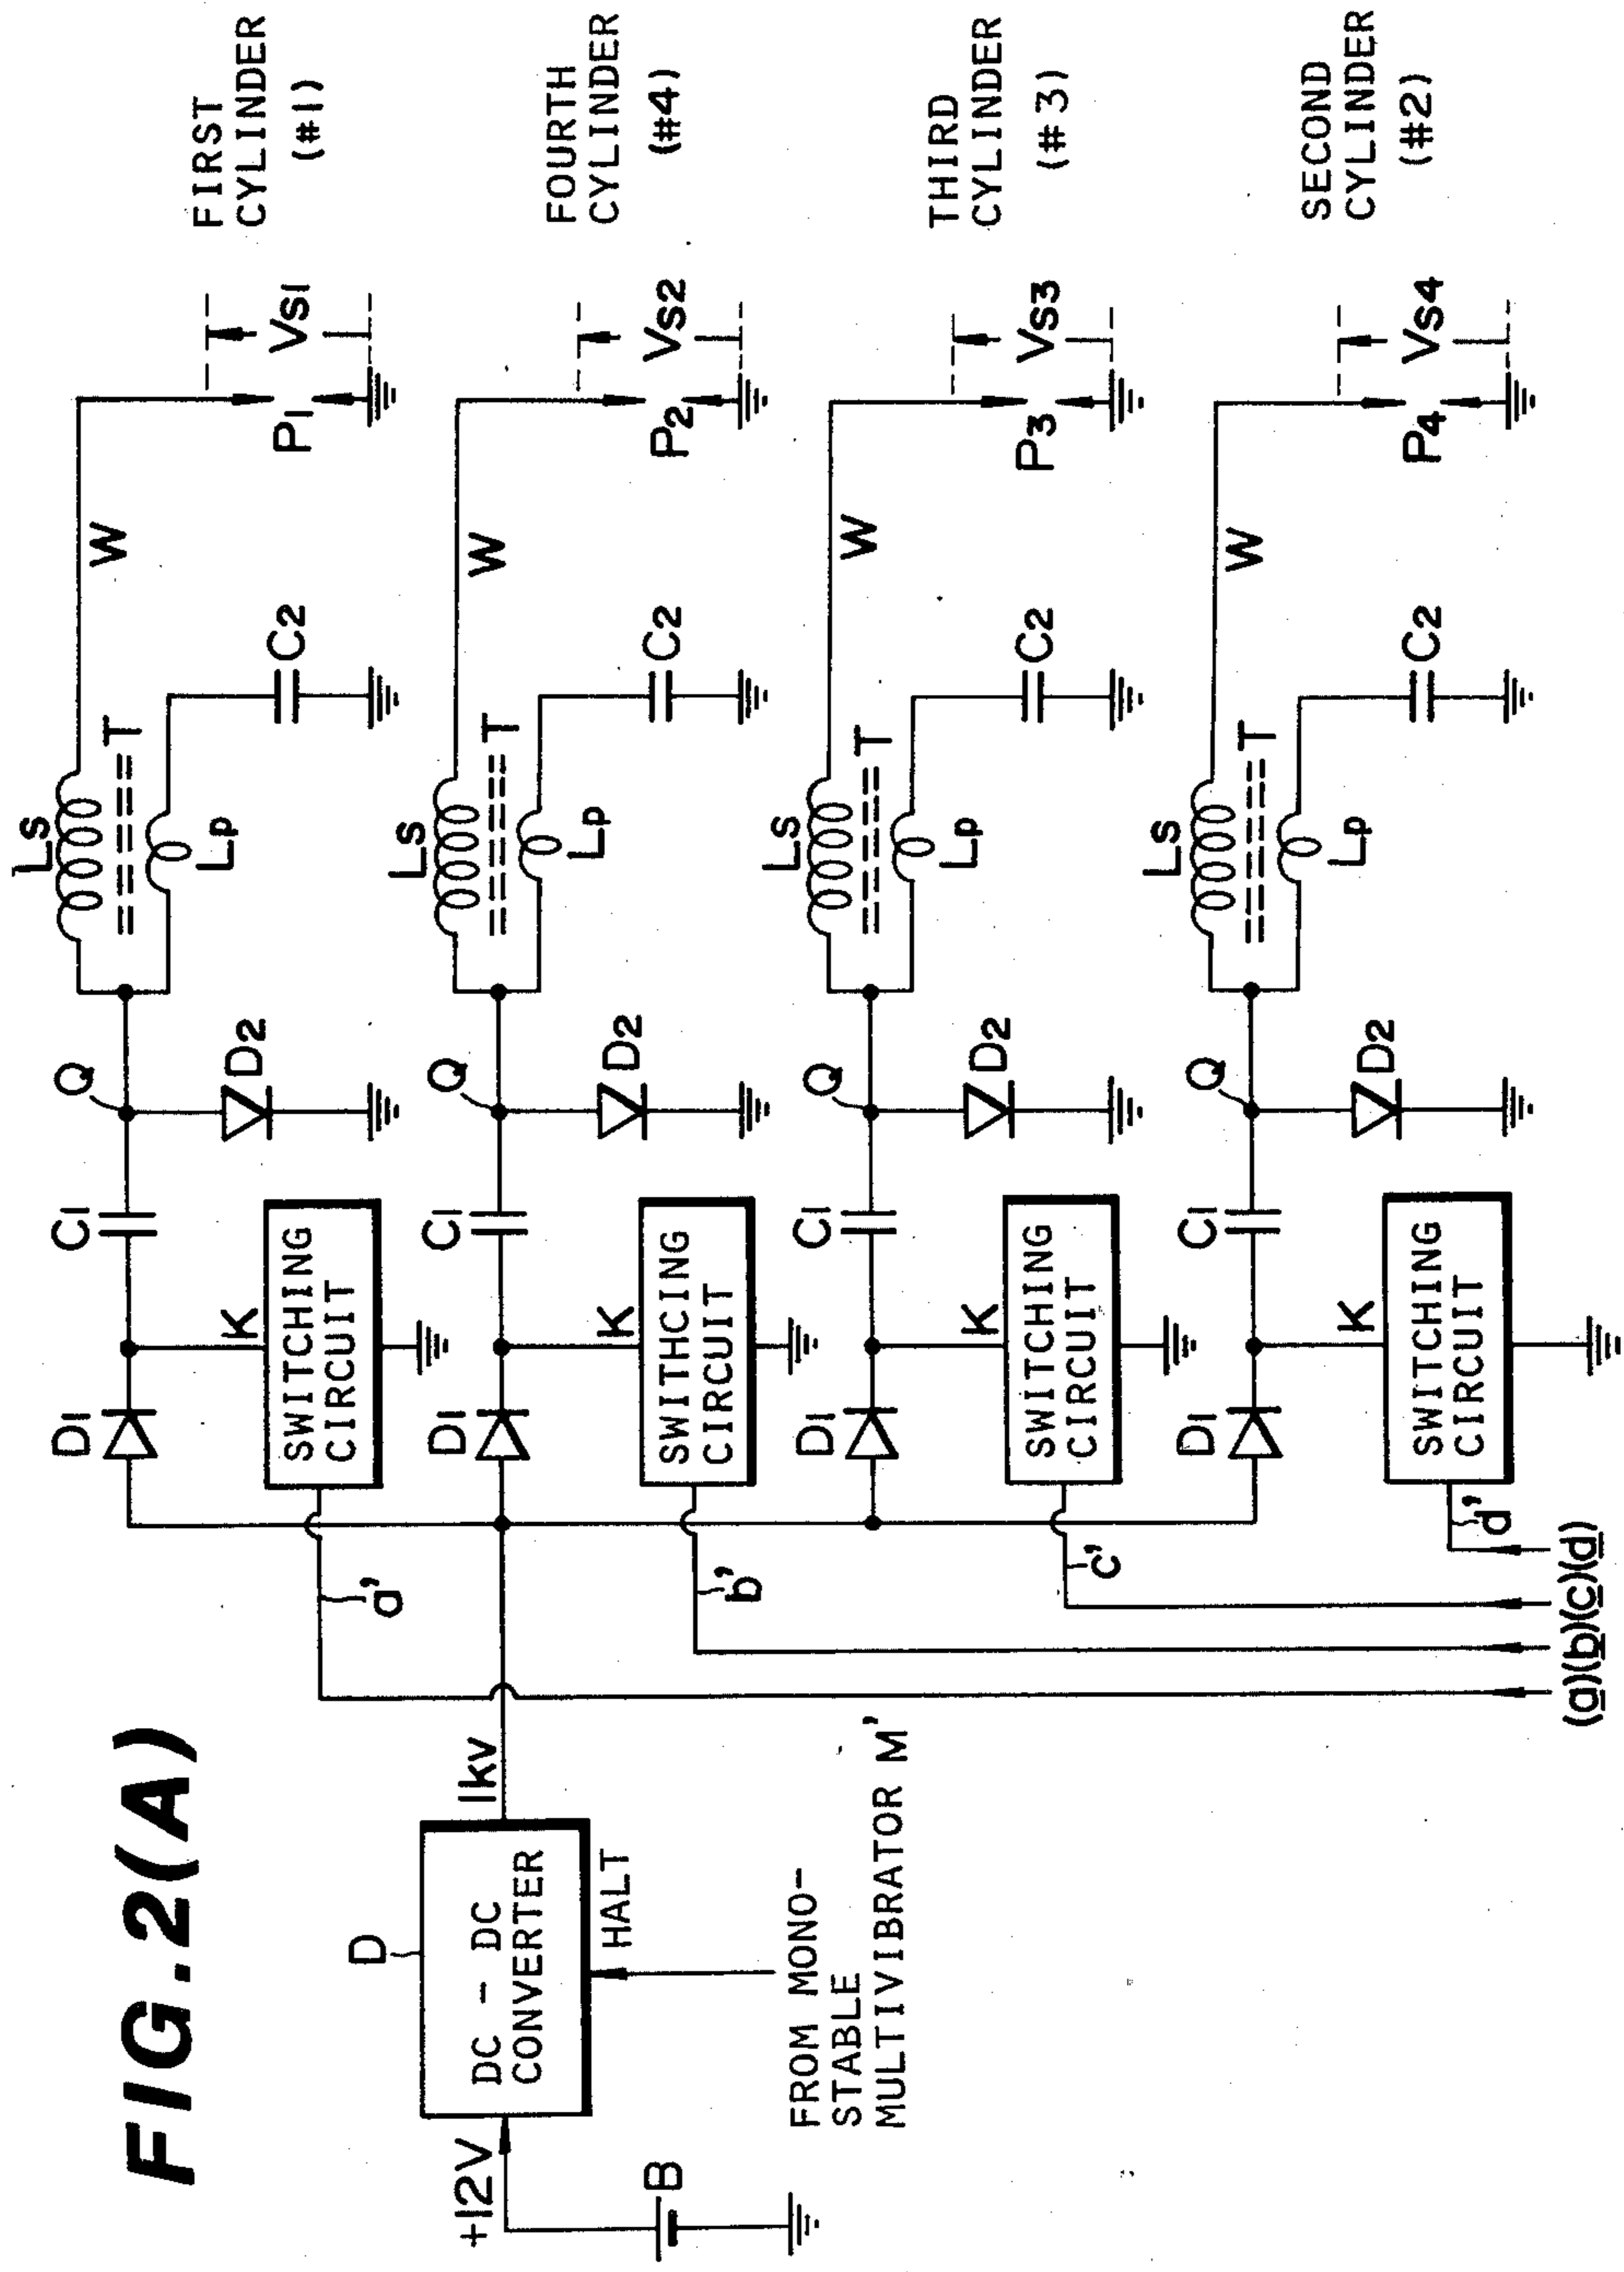 FIG.2(A)
+12V
B
D
DC - DC
CONVERTER
HALT
FROM MONO-
STABLE
MULTIVIBRATOR M'
1kv
a'
b'
c'
d'
(a)(b)(c)(d)
D1
K
SWITCHING
CIRCUIT
C1
Q
D2
Ls
T
Lp
C2
W
P1
Vs1
FIRST
CYLINDER
(#1)
D1
K
SWITHCING
CIRCUIT
C1
Q
D2
Ls
T
Lp
C2
W
P2
Vs2
FOURTH
CYLINDER
(#4)
D1
K
SWITCHING
CIRCUIT
C1
Q
D2
Ls
T
Lp
C2
W
P3
Vs3
THIRD
CYLINDER
(#3)
D1
K
SWITCHING
CIRCUIT
C1
Q
D2
Ls
T
Lp
C2
W
P4
Vs4
SECOND
CYLINDER
(#2)